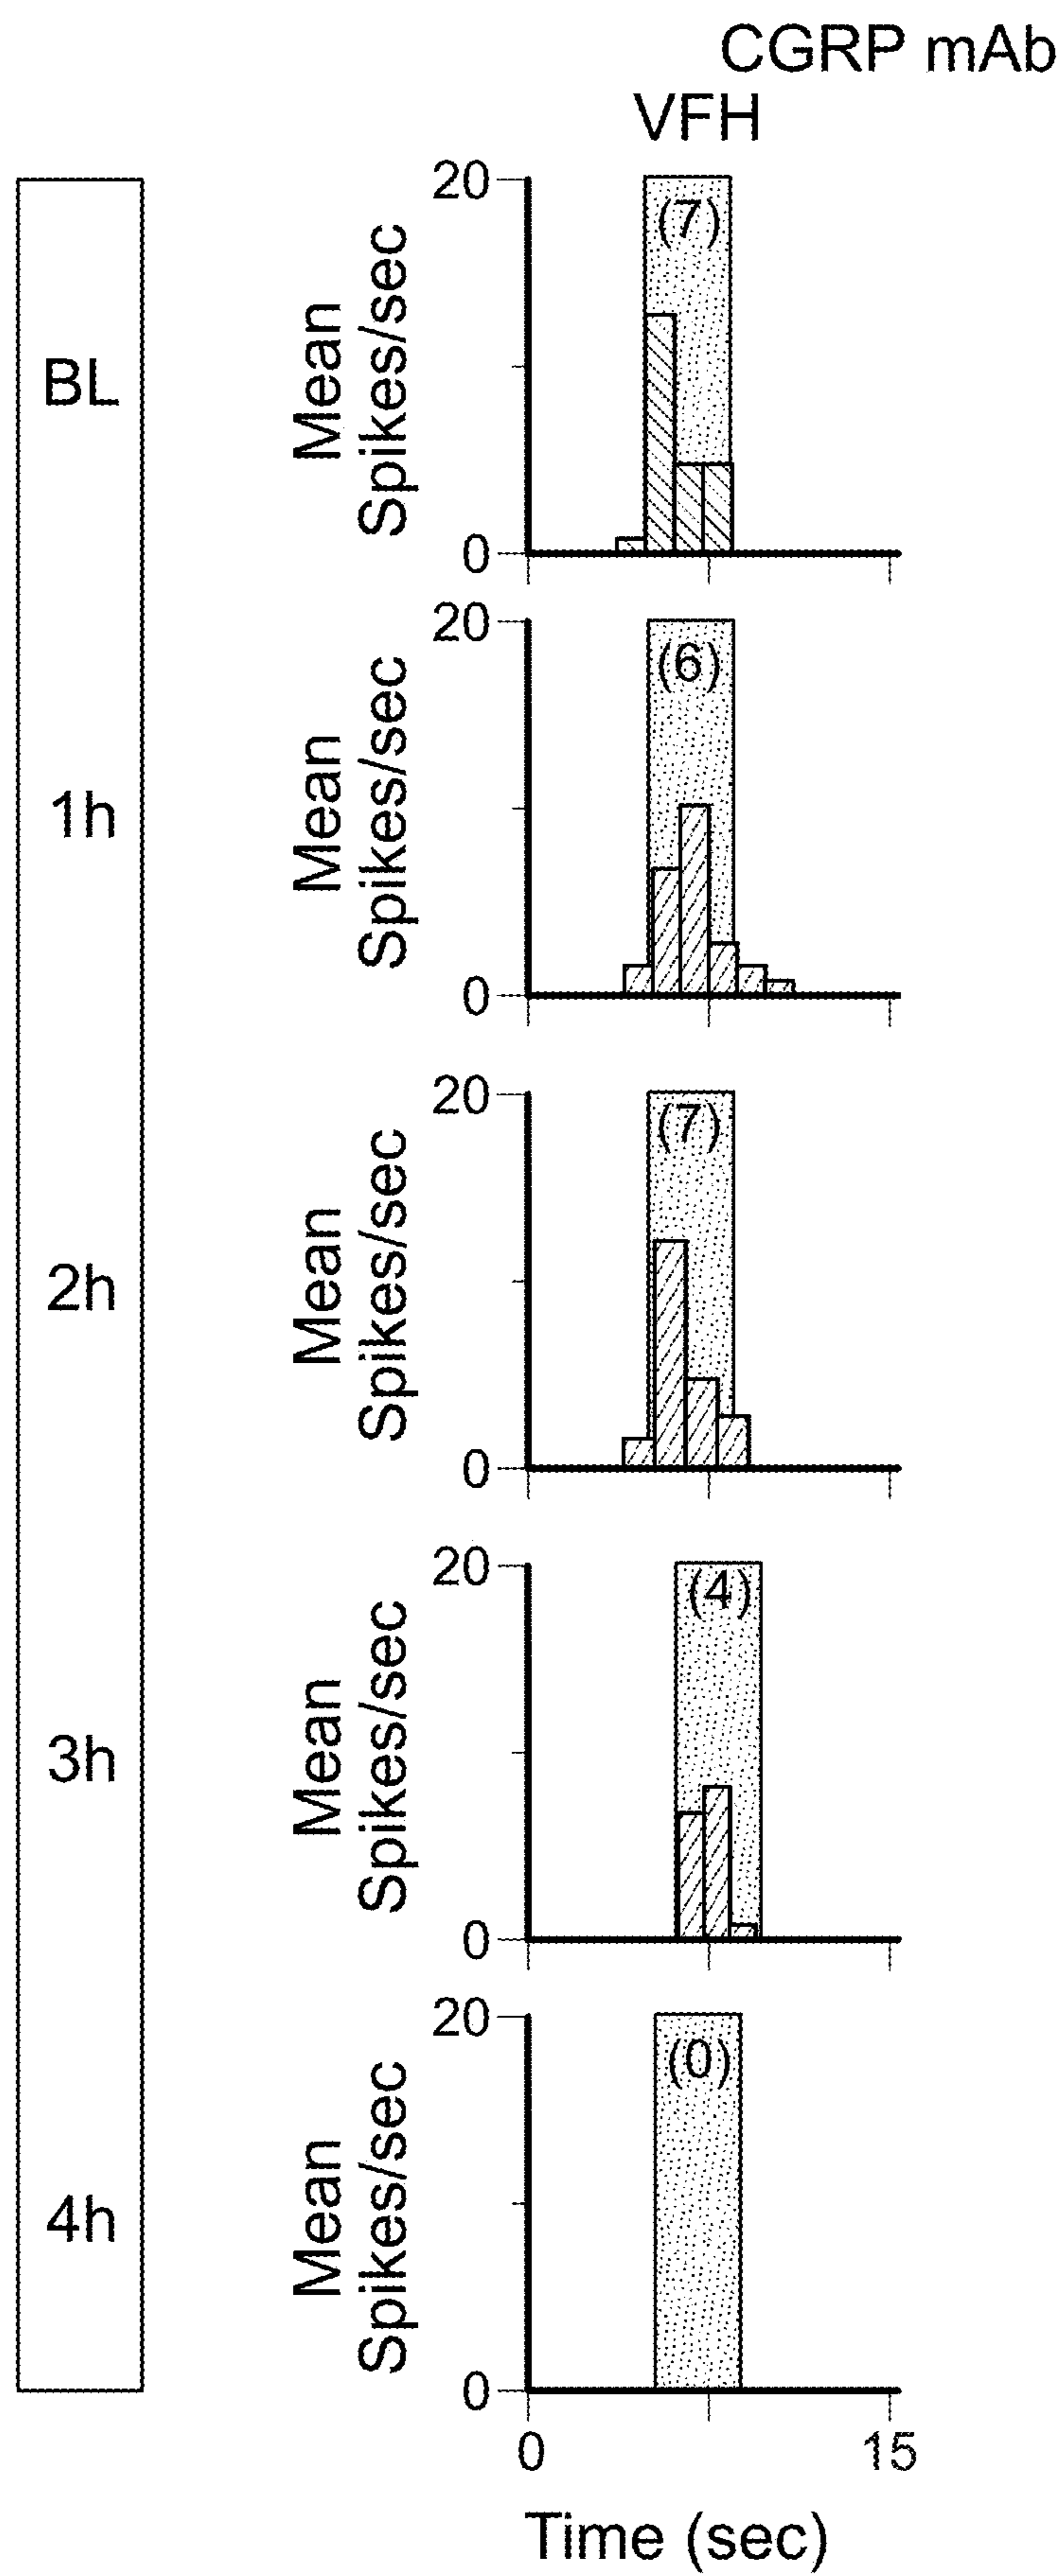 CGRP mAb
VFH
BL
Mean
Spikes/sec
20
(7)
0
1h
Mean
Spikes/sec
20
(6)
0
2h
Mean
Spikes/sec
20
(7)
0
3h
Mean
Spikes/sec
20
(4)
0
4h
Mean
Spikes/sec
20
(0)
0
0 15
Time (sec)